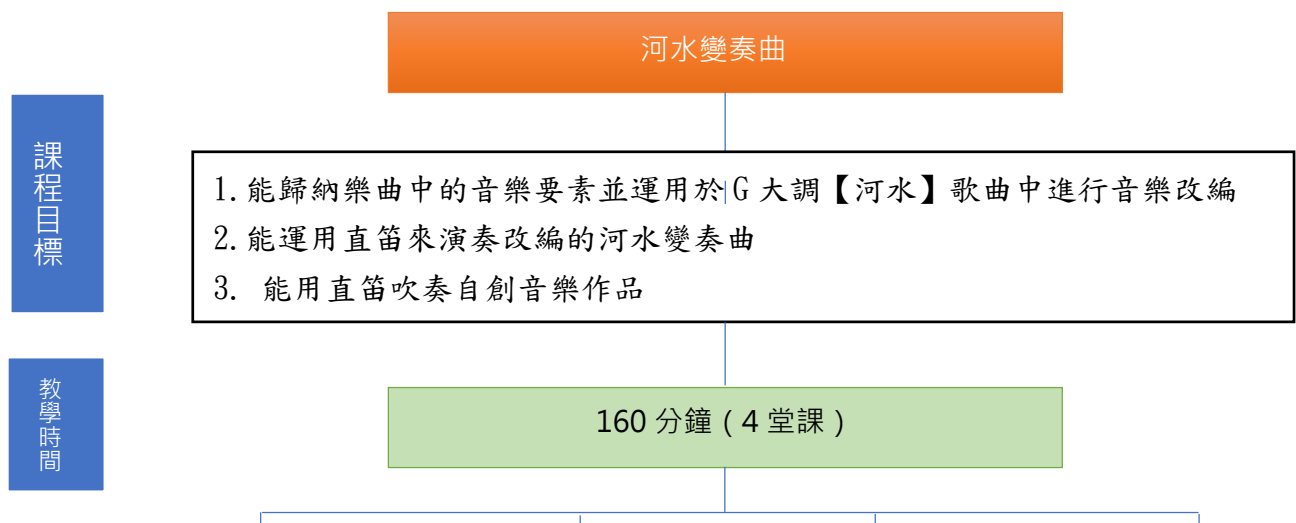 河水變奏曲
課程目標
1.能歸納樂曲中的音樂要素並運用於G大調【河水】歌曲中進行音樂改編
2.能運用直笛來演奏改編的河水變奏曲
3. 能用直笛吹奏自創音樂作品
教學時間
160 分鐘（4 堂課）